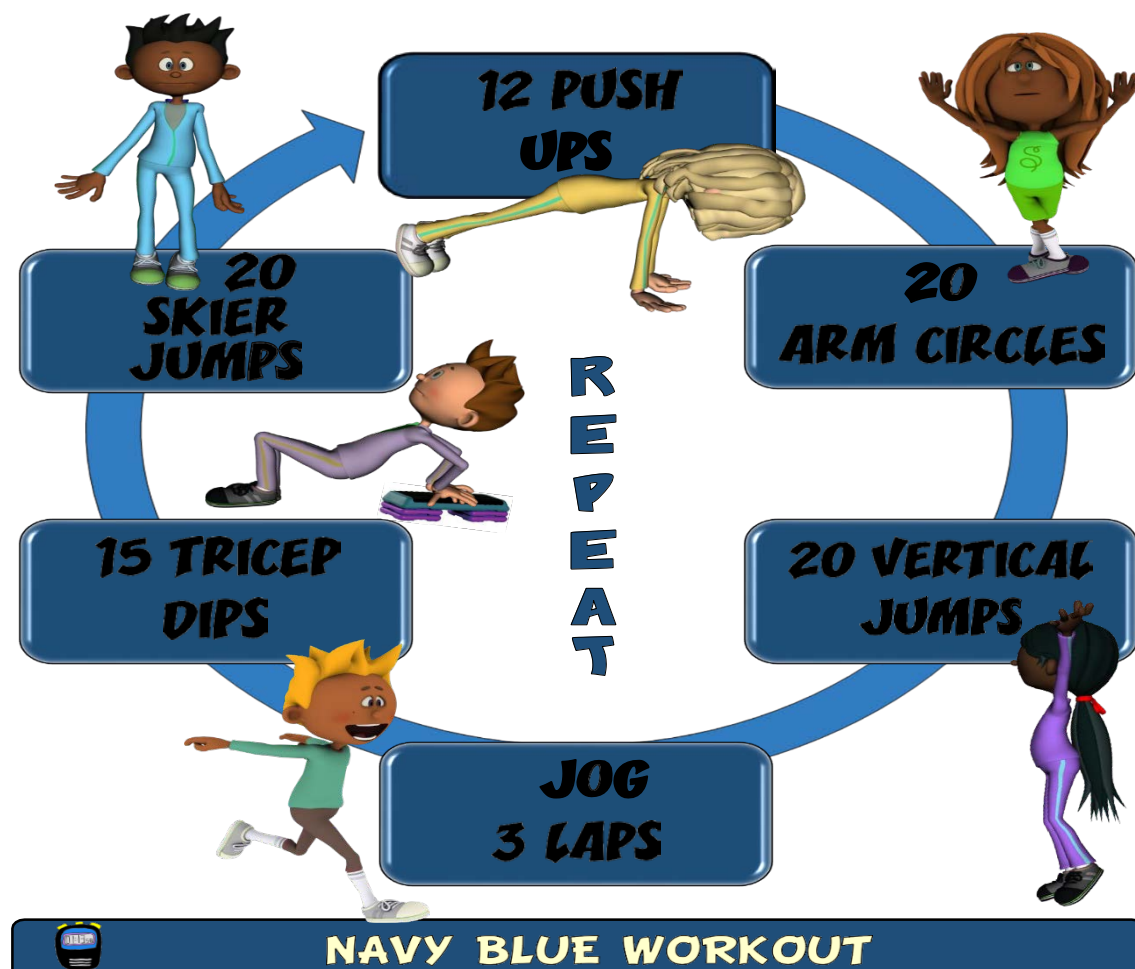 12 PUSH
UPS
20
ARM CIRCLES
20 VERTICAL
JUMPS
JOG
3 LAPS
15 TRICEP
DIPS
20
SKIER
JUMPS
REPEAT
NAVY BLUE WORKOUT